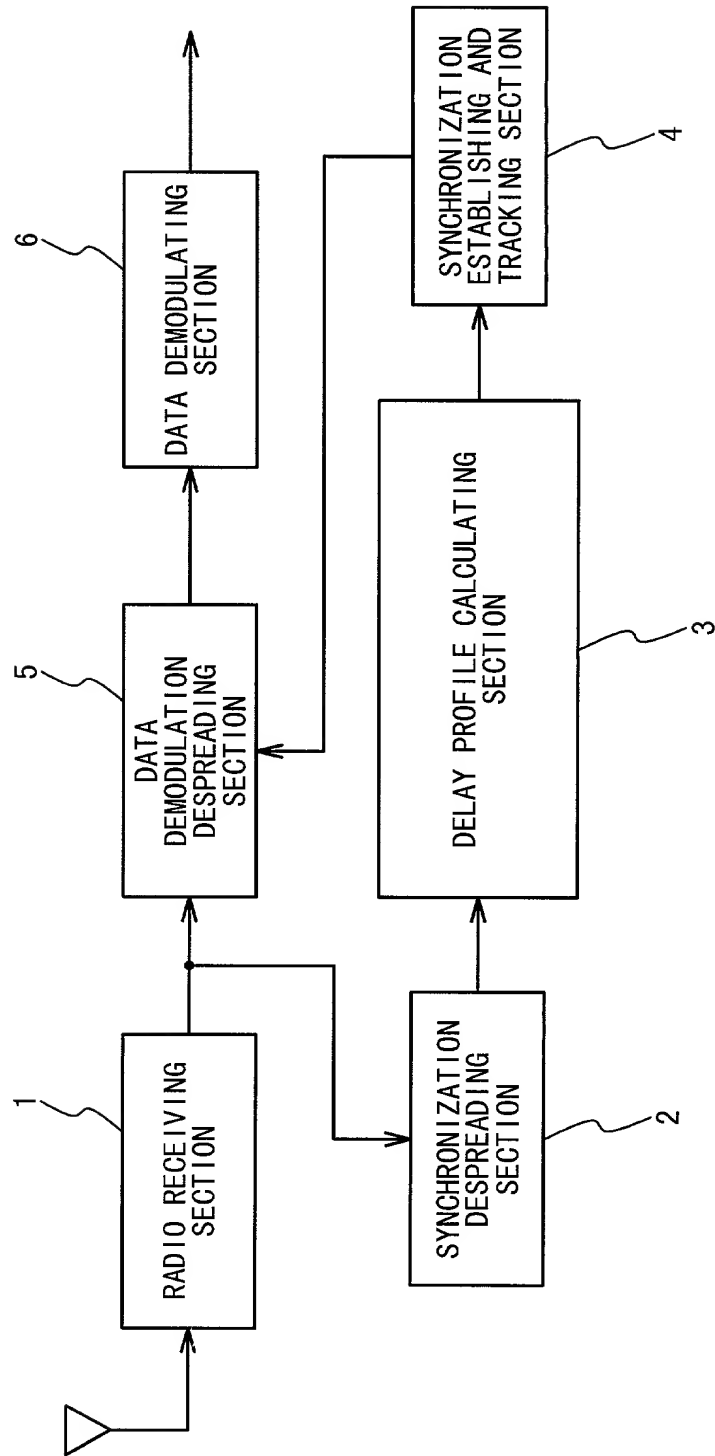 1
RADIO RECEIVING
SECTION
5
DATA
DEMODULATION
DESPREADING
SECTION
6
DATA DEMODULATING
SECTION
SYNCHRONIZATION
DESPREADING
SECTION
2
DELAY PROFILE CALCULATING
SECTION
3
SYNCHRONIZATION
ESTABLISHING AND
TRACKING SECTION
4